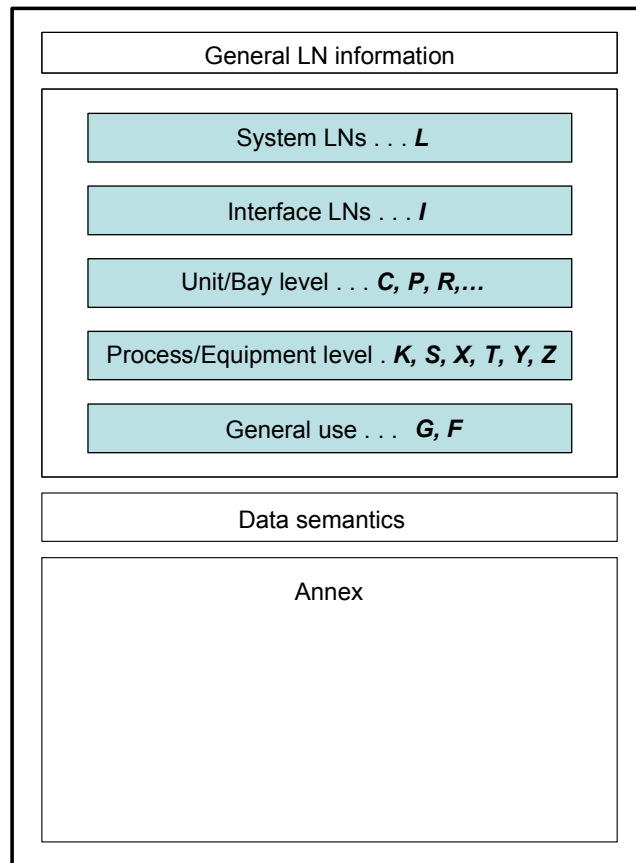 General LN information
System LNs . . . L
Interface LNs . . . I
Unit/Bay level . . . C, P, R,…
Process/Equipment level . K, S, X, T, Y, Z
General use . . . G, F
Data semantics
Annex